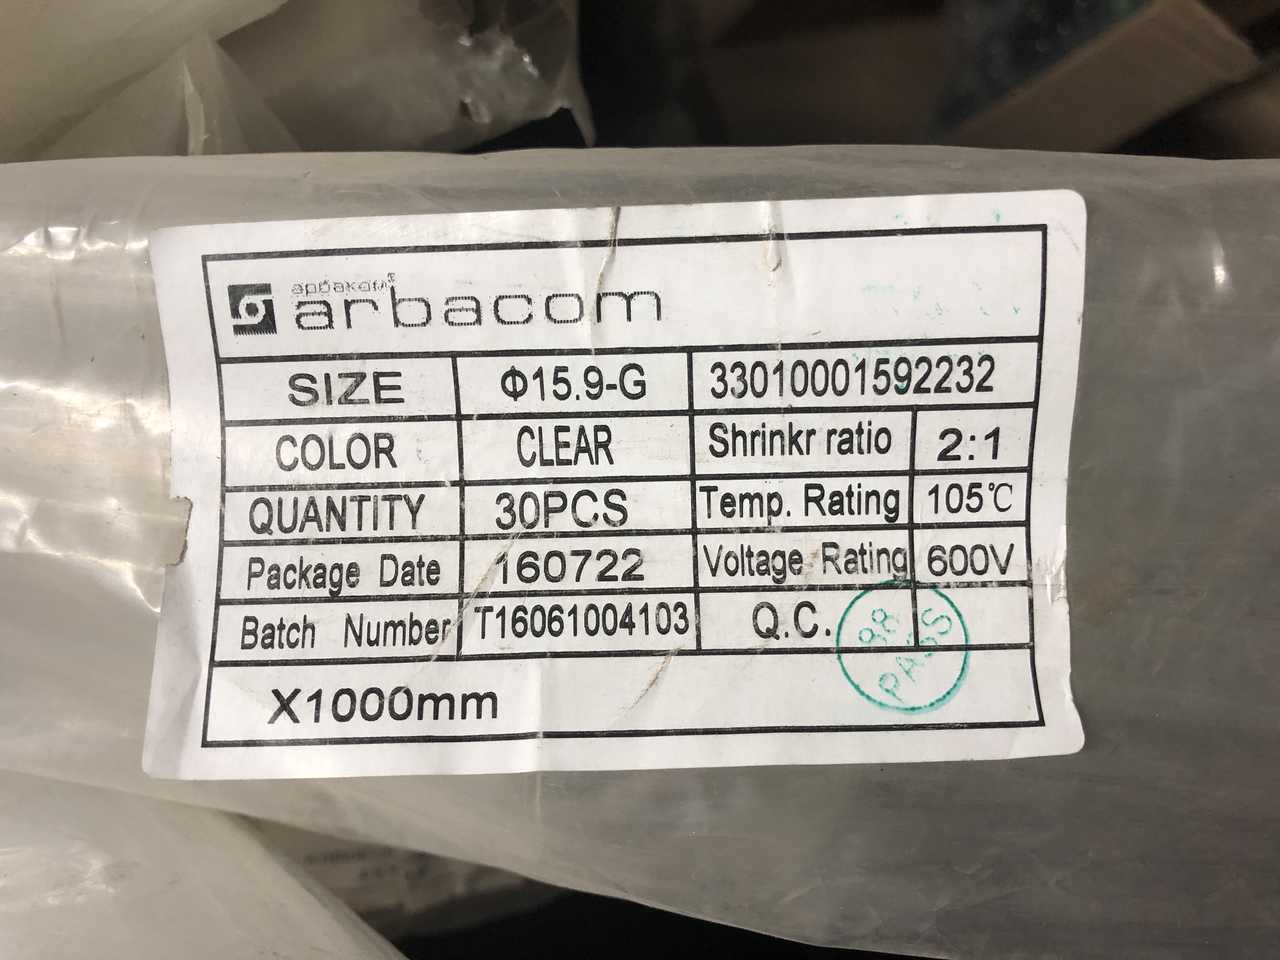 арбаком®
arbacom
SIZE Φ15.9-G 33010001592232
COLOR CLEAR Shrinkr ratio 2:1
QUANTITY 30PCS Temp. Rating 105℃
Package Date 160722 Voltage Rating 600V
Batch Number T16061004103 Q.C.
88
PASS
X1000mm